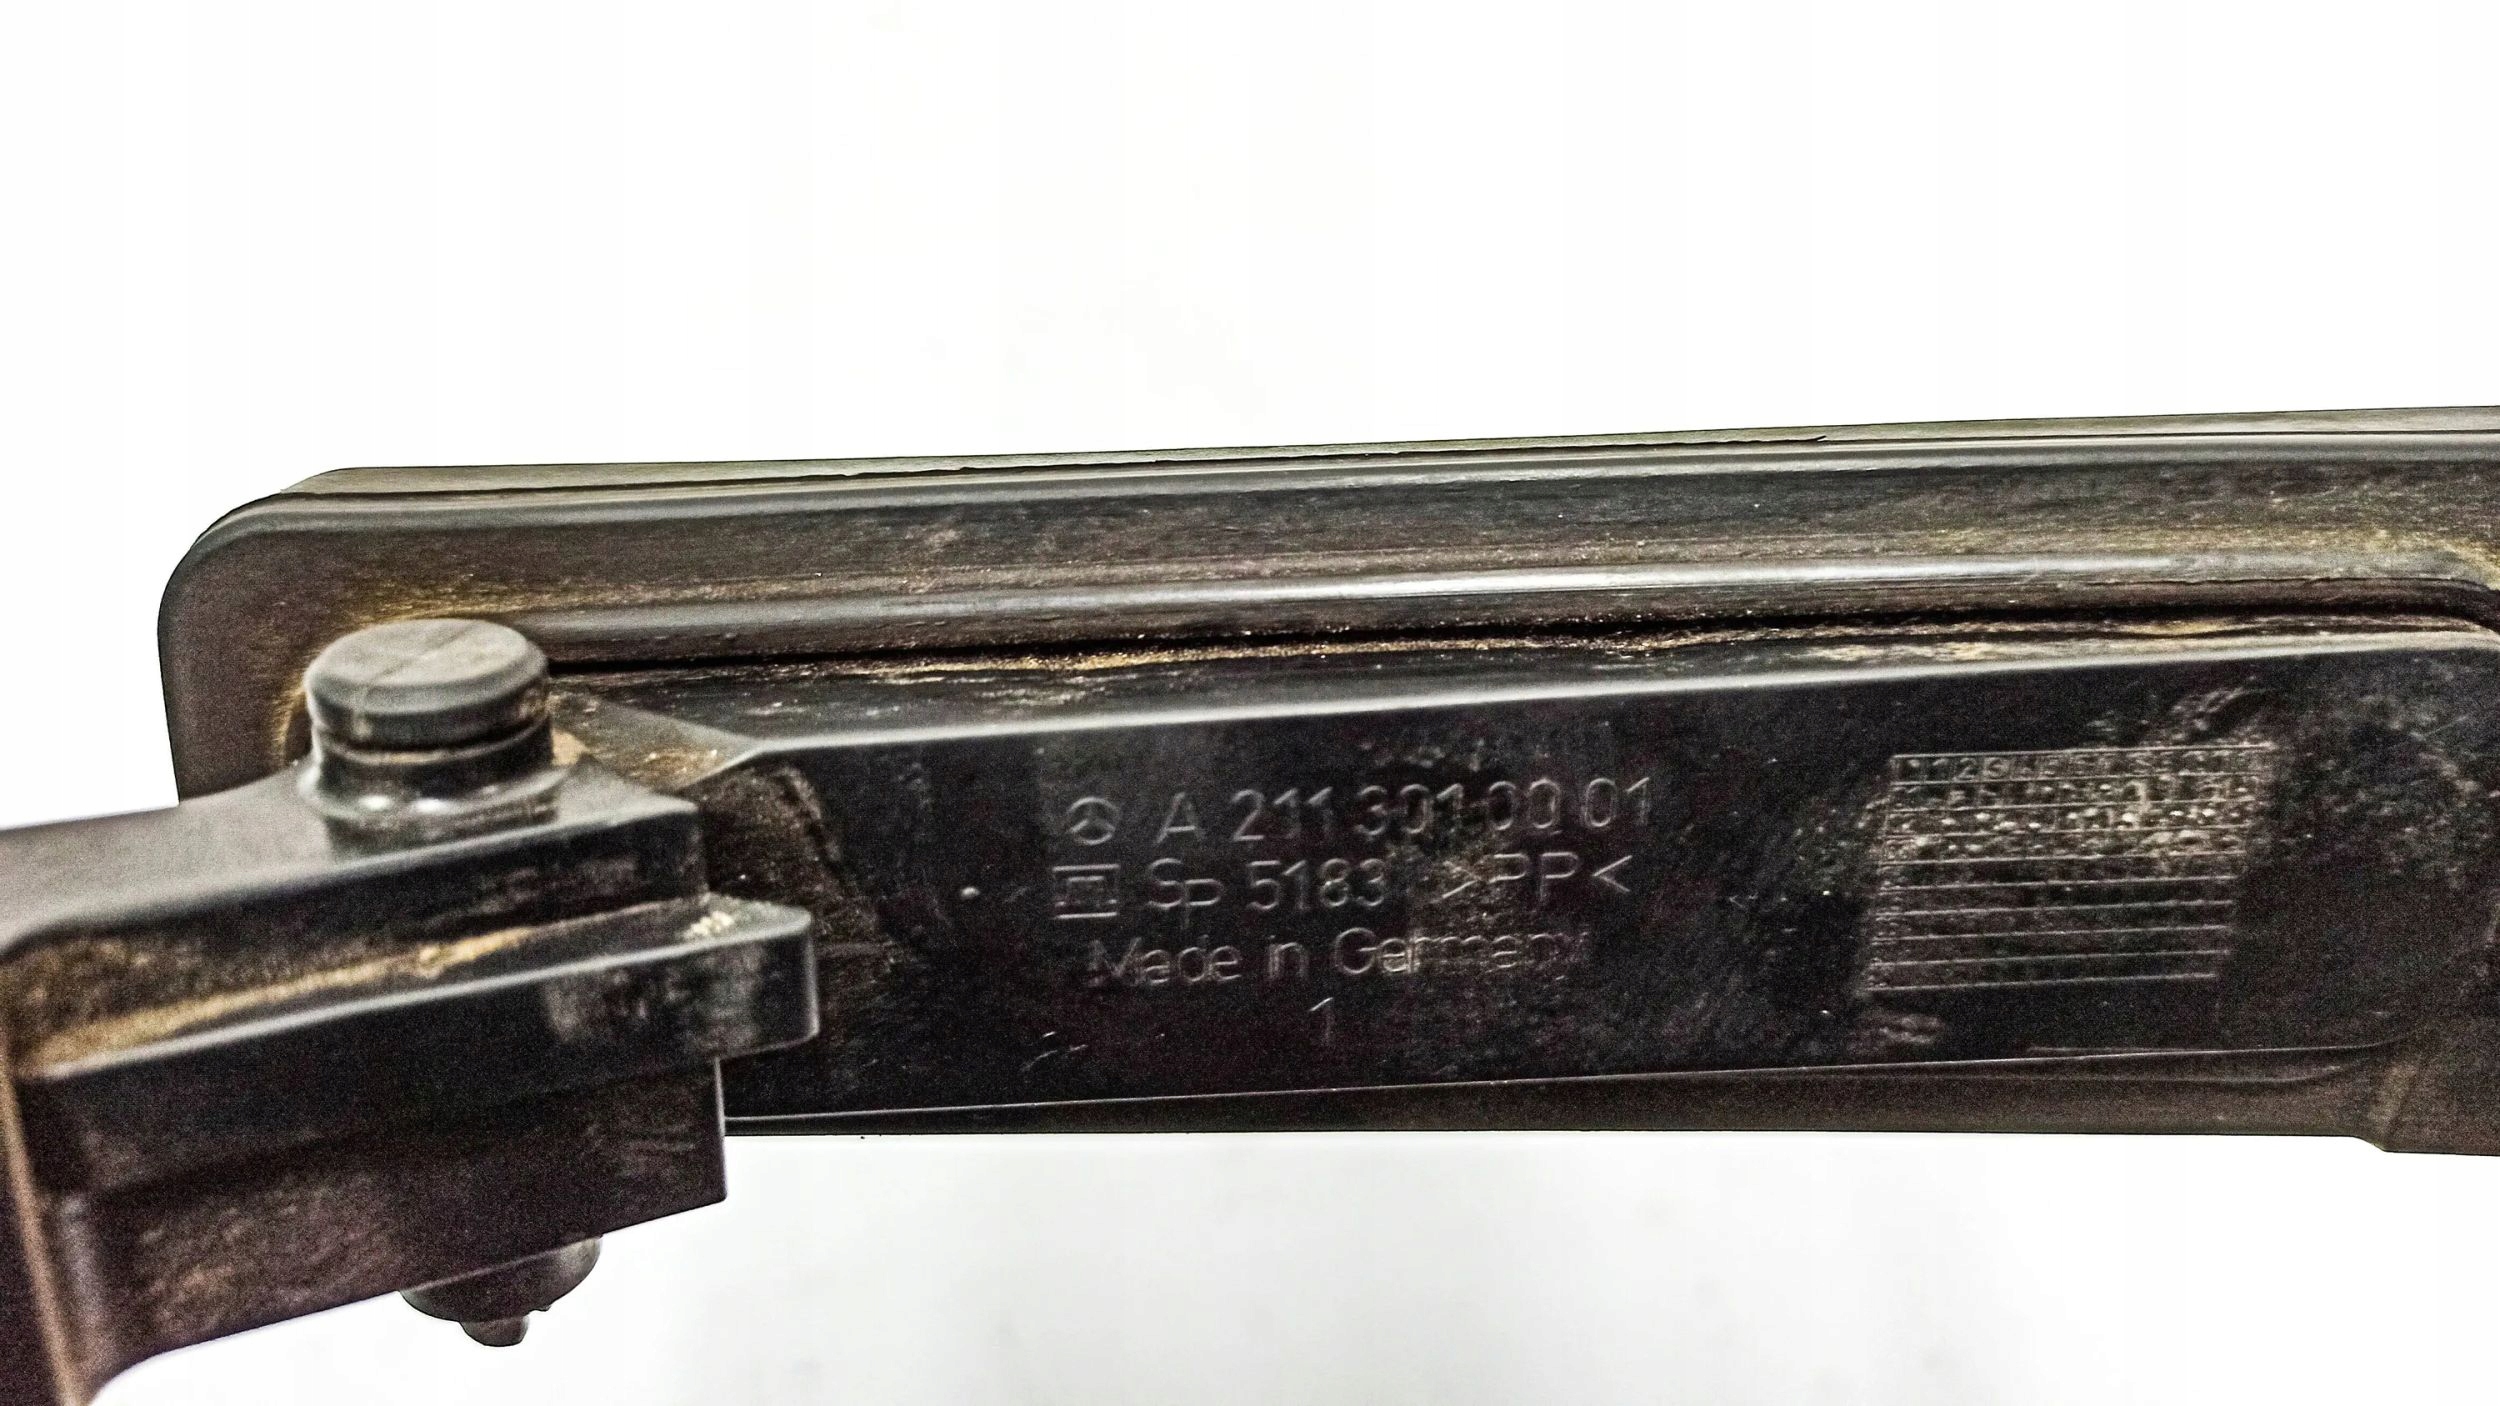 A 211 301 00 01
Sp 5183 >PP<
Made in Germany
1